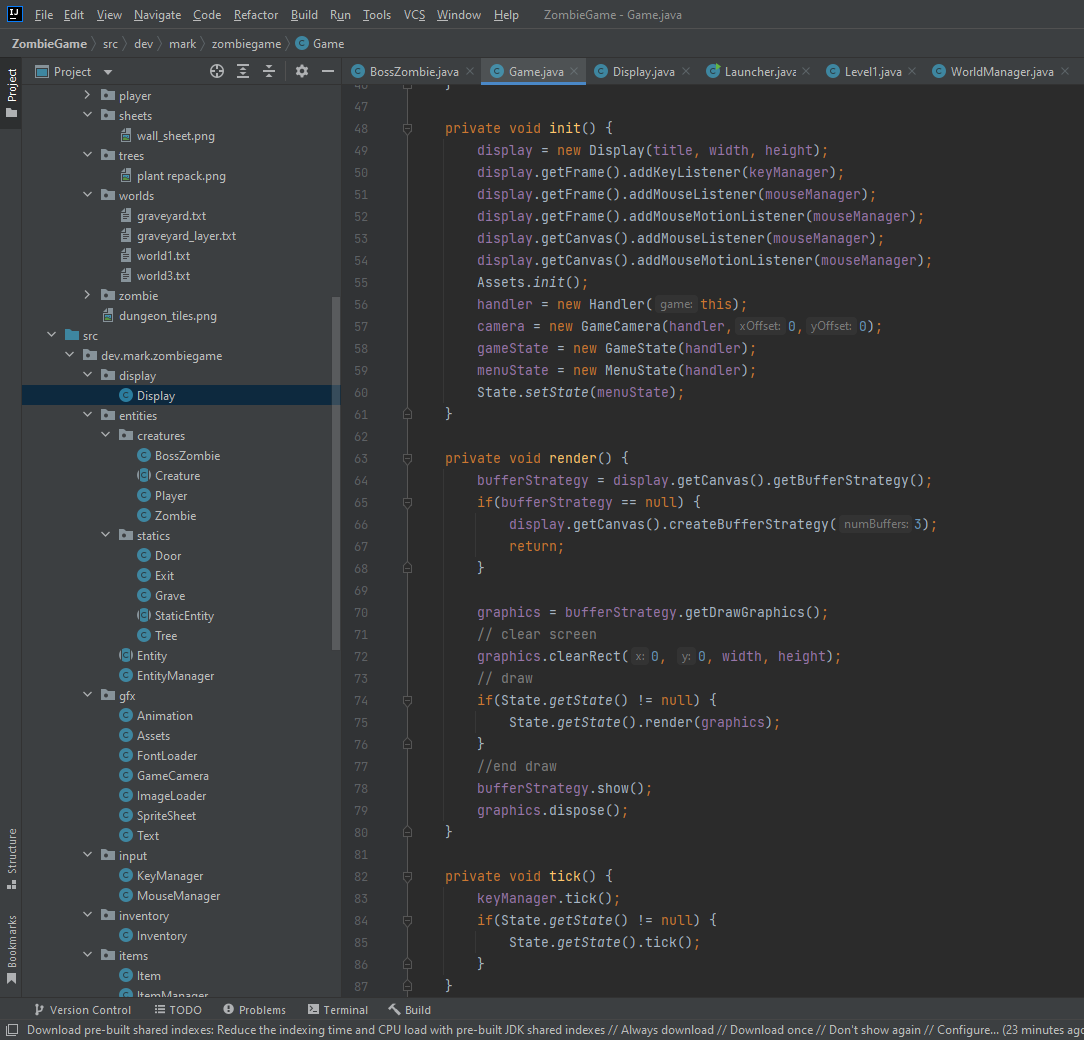 File Edit View Navigate Code Refactor Build Run Tools VCS Window Help ZombieGame - Game.java
ZombieGame src dev mark zombiegame Game
Project
BossZombie.java Game.java Display.java Launcher.java Level1.java WorldManager.java
Project
player
sheets
wall_sheet.png
trees
plant repack.png
worlds
graveyard.txt
graveyard_layer.txt
world1.txt
world3.txt
zombie
dungeon_tiles.png
src
dev.mark.zombiegame
display
Display
entities
creatures
BossZombie
Creature
Player
Zombie
statics
Door
Exit
Grave
StaticEntity
Tree
Entity
EntityManager
gfx
Animation
Assets
FontLoader
GameCamera
ImageLoader
SpriteSheet
Text
input
KeyManager
MouseManager
inventory
Inventory
items
Item
ItemManager
Structure
Bookmarks
46 }
47
48 private void init() {
49 display = new Display(title, width, height);
50 display.getFrame().addKeyListener(keyManager);
51 display.getFrame().addMouseListener(mouseManager);
52 display.getFrame().addMouseMotionListener(mouseManager);
53 display.getCanvas().addMouseListener(mouseManager);
54 display.getCanvas().addMouseMotionListener(mouseManager);
55 Assets.init();
56 handler = new Handler( game: this);
57 camera = new GameCamera(handler, xOffset: 0, yOffset: 0);
58 gameState = new GameState(handler);
59 menuState = new MenuState(handler);
60 State.setState(menuState);
61 }
62
63 private void render() {
64 bufferStrategy = display.getCanvas().getBufferStrategy();
65 if(bufferStrategy == null) {
66 display.getCanvas().createBufferStrategy( numBuffers: 3);
67 return;
68 }
69
70 graphics = bufferStrategy.getDrawGraphics();
71 // clear screen
72 graphics.clearRect( x: 0, y: 0, width, height);
73 // draw
74 if(State.getState() != null) {
75 State.getState().render(graphics);
76 }
77 //end draw
78 bufferStrategy.show();
79 graphics.dispose();
80 }
81
82 private void tick() {
83 keyManager.tick();
84 if(State.getState() != null) {
85 State.getState().tick();
86 }
87 }
Version Control TODO Problems Terminal Build
Download pre-built shared indexes: Reduce the indexing time and CPU load with pre-built JDK shared indexes // Always download // Download once // Don't show again // Configure... (23 minutes ago